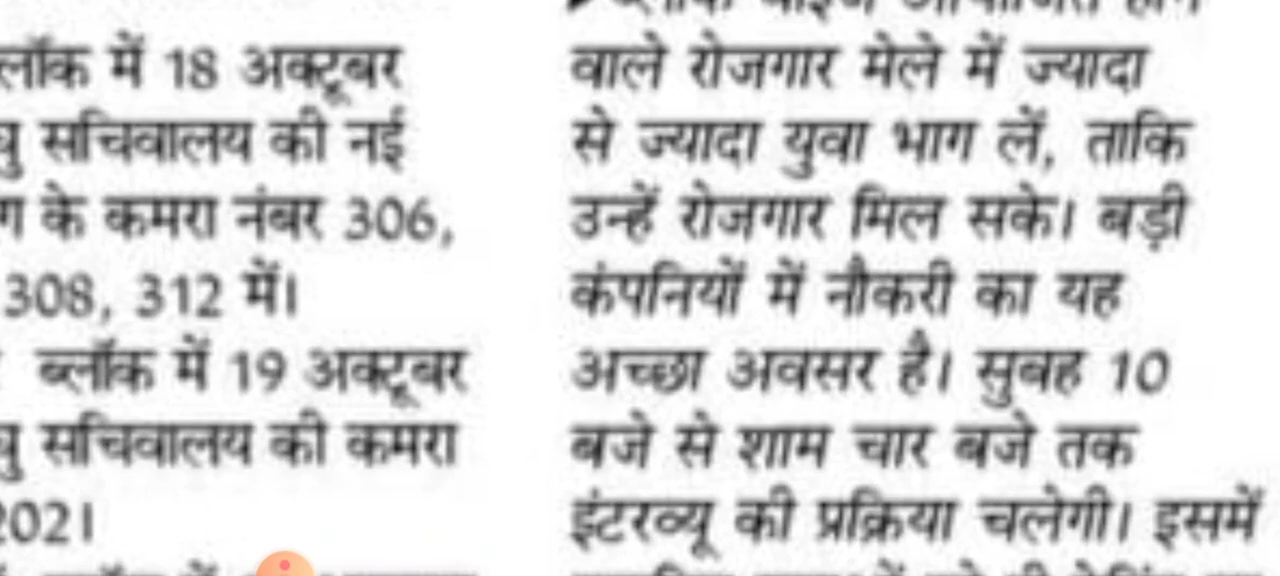 में 18 अक्टूबर
सचिवालय की नई
के कमरा नंबर 306,
308, 312 में।
ब्लॉक में 19 अक्टूबर
सचिवालय की कमरा
202।
वाले रोजगार मेले में ज्यादा
से ज्यादा युवा भाग लें, ताकि
उन्हें रोजगार मिल सके। बड़ी
कंपनियों में नौकरी का यह
अच्छा अवसर है। सुबह 10
बजे से शाम चार बजे तक
इंटरव्यू की प्रक्रिया चलेगी। इसमें